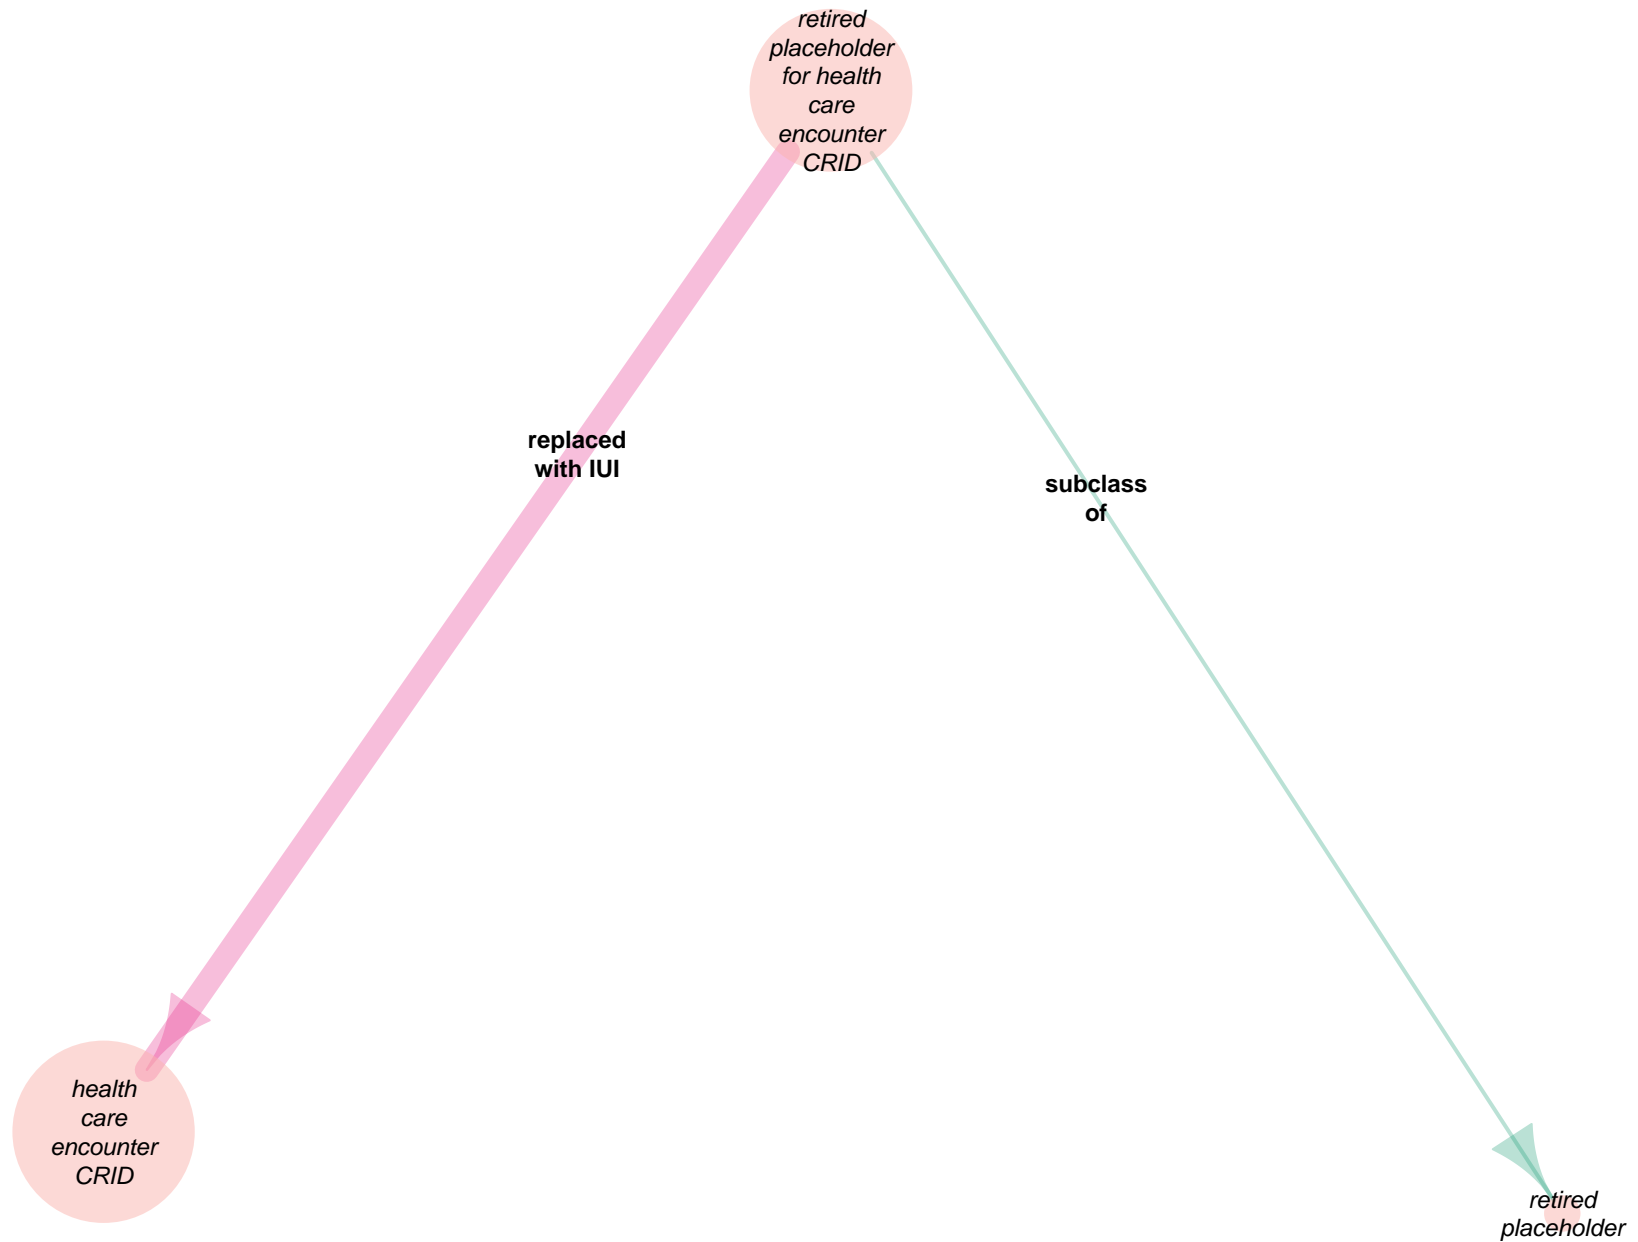 retired
placeholder
for health
care
encounter
CRID
replaced
with IUI
subclass
of
health
care
encounter
CRID
retired
placeholder